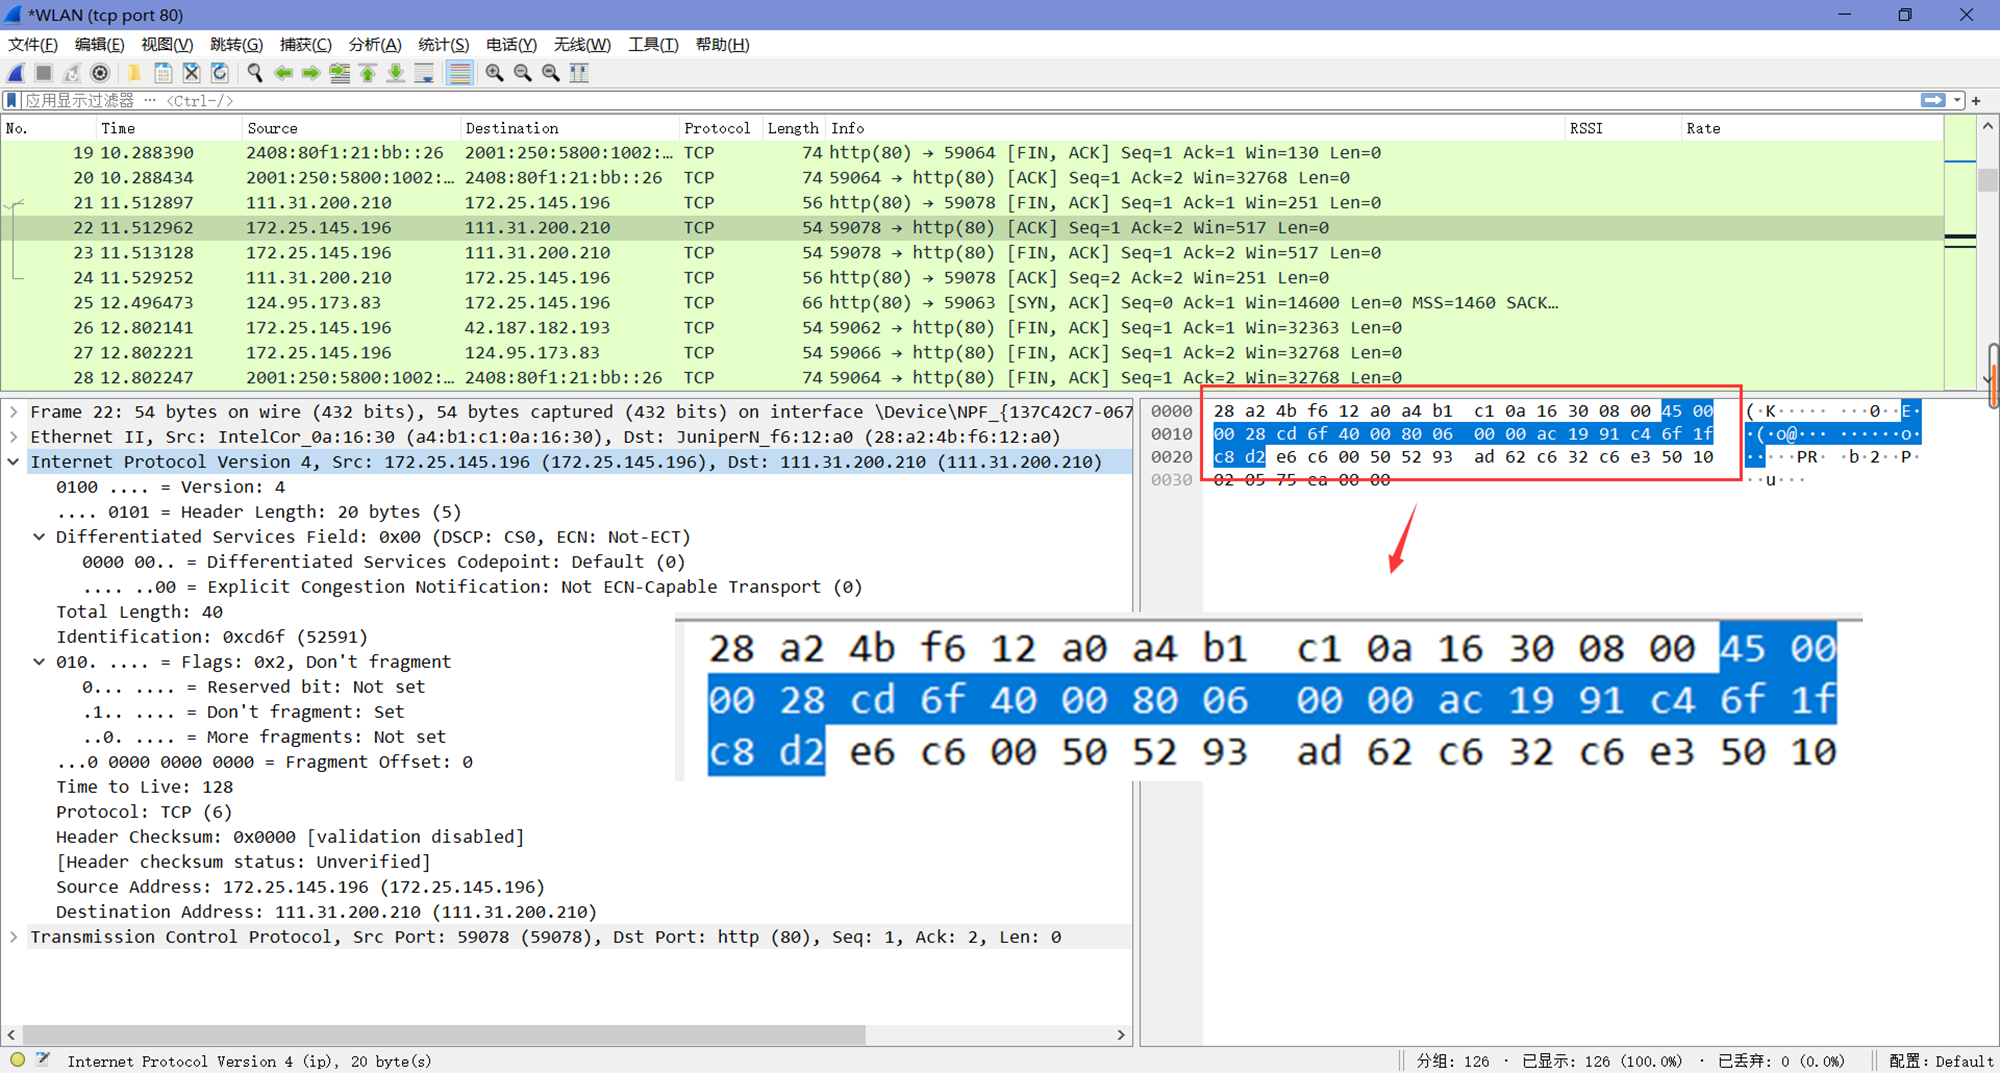 *WLAN (tcp port 80)
文件(F) 编辑(E) 视图(V) 跳转(G) 捕获(C) 分析(A) 统计(S) 电话(Y) 无线(W) 工具(T) 帮助(H)
应用显示过滤器 … <Ctrl-/>
No. Time Source Destination Protocol Length Info RSSI Rate
19 10.288390 2408:80f1:21:bb::26 2001:250:5800:1002:… TCP 74 http(80) → 59064 [FIN, ACK] Seq=1 Ack=1 Win=130 Len=0
20 10.288434 2001:250:5800:1002:… 2408:80f1:21:bb::26 TCP 74 59064 → http(80) [ACK] Seq=1 Ack=2 Win=32768 Len=0
21 11.512897 111.31.200.210 172.25.145.196 TCP 56 http(80) → 59078 [FIN, ACK] Seq=1 Ack=1 Win=251 Len=0
22 11.512962 172.25.145.196 111.31.200.210 TCP 54 59078 → http(80) [ACK] Seq=1 Ack=2 Win=517 Len=0
23 11.513128 172.25.145.196 111.31.200.210 TCP 54 59078 → http(80) [FIN, ACK] Seq=1 Ack=2 Win=517 Len=0
24 11.529252 111.31.200.210 172.25.145.196 TCP 56 http(80) → 59078 [ACK] Seq=2 Ack=2 Win=251 Len=0
25 12.496473 124.95.173.83 172.25.145.196 TCP 66 http(80) → 59063 [SYN, ACK] Seq=0 Ack=1 Win=14600 Len=0 MSS=1460 SACK…
26 12.802141 172.25.145.196 42.187.182.193 TCP 54 59062 → http(80) [FIN, ACK] Seq=1 Ack=1 Win=32363 Len=0
27 12.802221 172.25.145.196 124.95.173.83 TCP 54 59066 → http(80) [FIN, ACK] Seq=1 Ack=2 Win=32768 Len=0
28 12.802247 2001:250:5800:1002:… 2408:80f1:21:bb::26 TCP 74 59064 → http(80) [FIN, ACK] Seq=1 Ack=2 Win=32768 Len=0
Frame 22: 54 bytes on wire (432 bits), 54 bytes captured (432 bits) on interface \Device\NPF_{137C42C7-067
Ethernet II, Src: IntelCor_0a:16:30 (a4:b1:c1:0a:16:30), Dst: JuniperN_f6:12:a0 (28:a2:4b:f6:12:a0)
Internet Protocol Version 4, Src: 172.25.145.196 (172.25.145.196), Dst: 111.31.200.210 (111.31.200.210)
0100 .... = Version: 4
.... 0101 = Header Length: 20 bytes (5)
Differentiated Services Field: 0x00 (DSCP: CS0, ECN: Not-ECT)
0000 00.. = Differentiated Services Codepoint: Default (0)
.... ..00 = Explicit Congestion Notification: Not ECN-Capable Transport (0)
Total Length: 40
Identification: 0xcd6f (52591)
010. .... = Flags: 0x2, Don't fragment
0... .... = Reserved bit: Not set
.1.. .... = Don't fragment: Set
..0. .... = More fragments: Not set
...0 0000 0000 0000 = Fragment Offset: 0
Time to Live: 128
Protocol: TCP (6)
Header Checksum: 0x0000 [validation disabled]
[Header checksum status: Unverified]
Source Address: 172.25.145.196 (172.25.145.196)
Destination Address: 111.31.200.210 (111.31.200.210)
Transmission Control Protocol, Src Port: 59078 (59078), Dst Port: http (80), Seq: 1, Ack: 2, Len: 0
0000 28 a2 4b f6 12 a0 a4 b1 c1 0a 16 30 08 00 45 00 (·K····· ···0··E·
0010 00 28 cd 6f 40 00 80 06 00 00 ac 19 91 c4 6f 1f ·(·o@··· ······o·
0020 c8 d2 e6 c6 00 50 52 93 ad 62 c6 32 c6 e3 50 10 ·····PR· ·b·2··P·
0030 02 05 75 ea 00 00 ··u···
28 a2 4b f6 12 a0 a4 b1 c1 0a 16 30 08 00 45 00
00 28 cd 6f 40 00 80 06 00 00 ac 19 91 c4 6f 1f
c8 d2 e6 c6 00 50 52 93 ad 62 c6 32 c6 e3 50 10
Internet Protocol Version 4 (ip), 20 byte(s)
分组: 126 · 已显示: 126 (100.0%) · 已丢弃: 0 (0.0%)
配置: Default